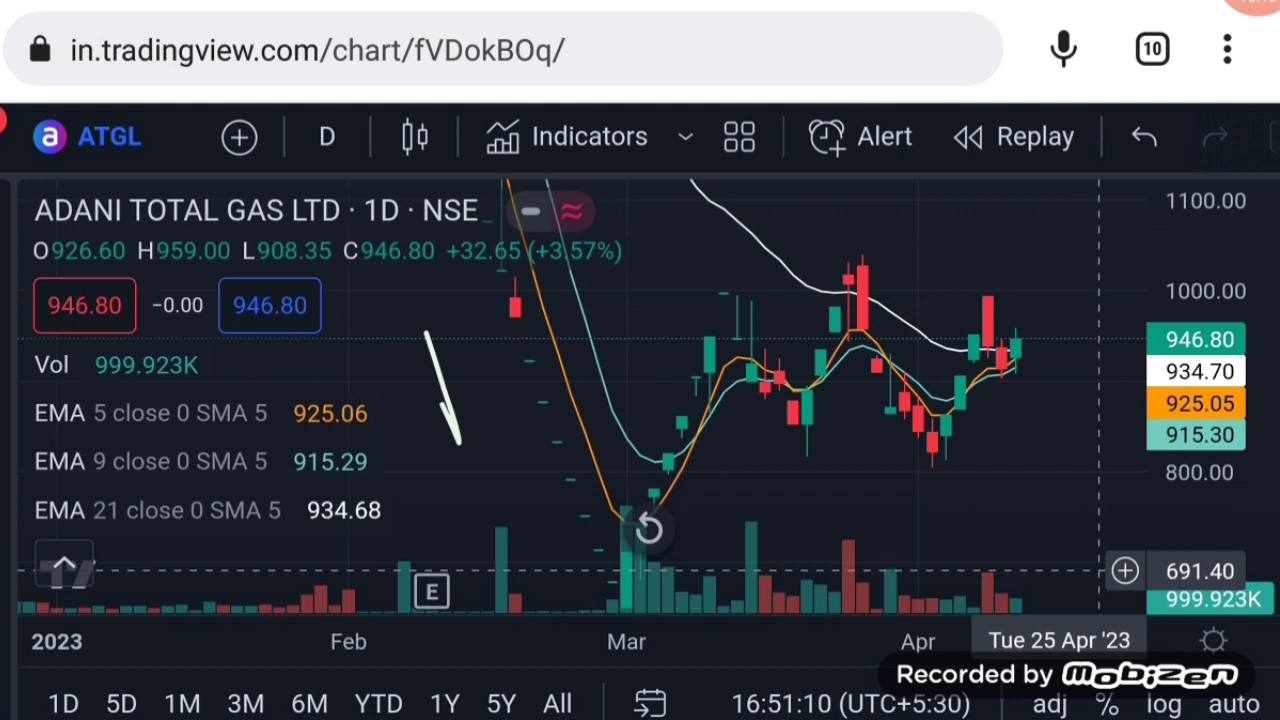 in.tradingview.com/chart/fVDokBOq/
10
a ATGL D Indicators Alert Replay
ADANI TOTAL GAS LTD · 1D · NSE
O926.60 H959.00 L908.35 C946.80 +32.65 (+3.57%)
946.80 −0.00 946.80
Vol 999.923K
EMA 5 close 0 SMA 5 925.06
EMA 9 close 0 SMA 5 915.29
EMA 21 close 0 SMA 5 934.68
1100.00
1000.00
946.80
934.70
925.05
915.30
800.00
691.40
999.923K
E
2023 Feb Mar Apr Tue 25 Apr '23
Recorded by MOBIZEN
1D 5D 1M 3M 6M YTD 1Y 5Y All 16:51:10 (UTC+5:30) adj % log auto